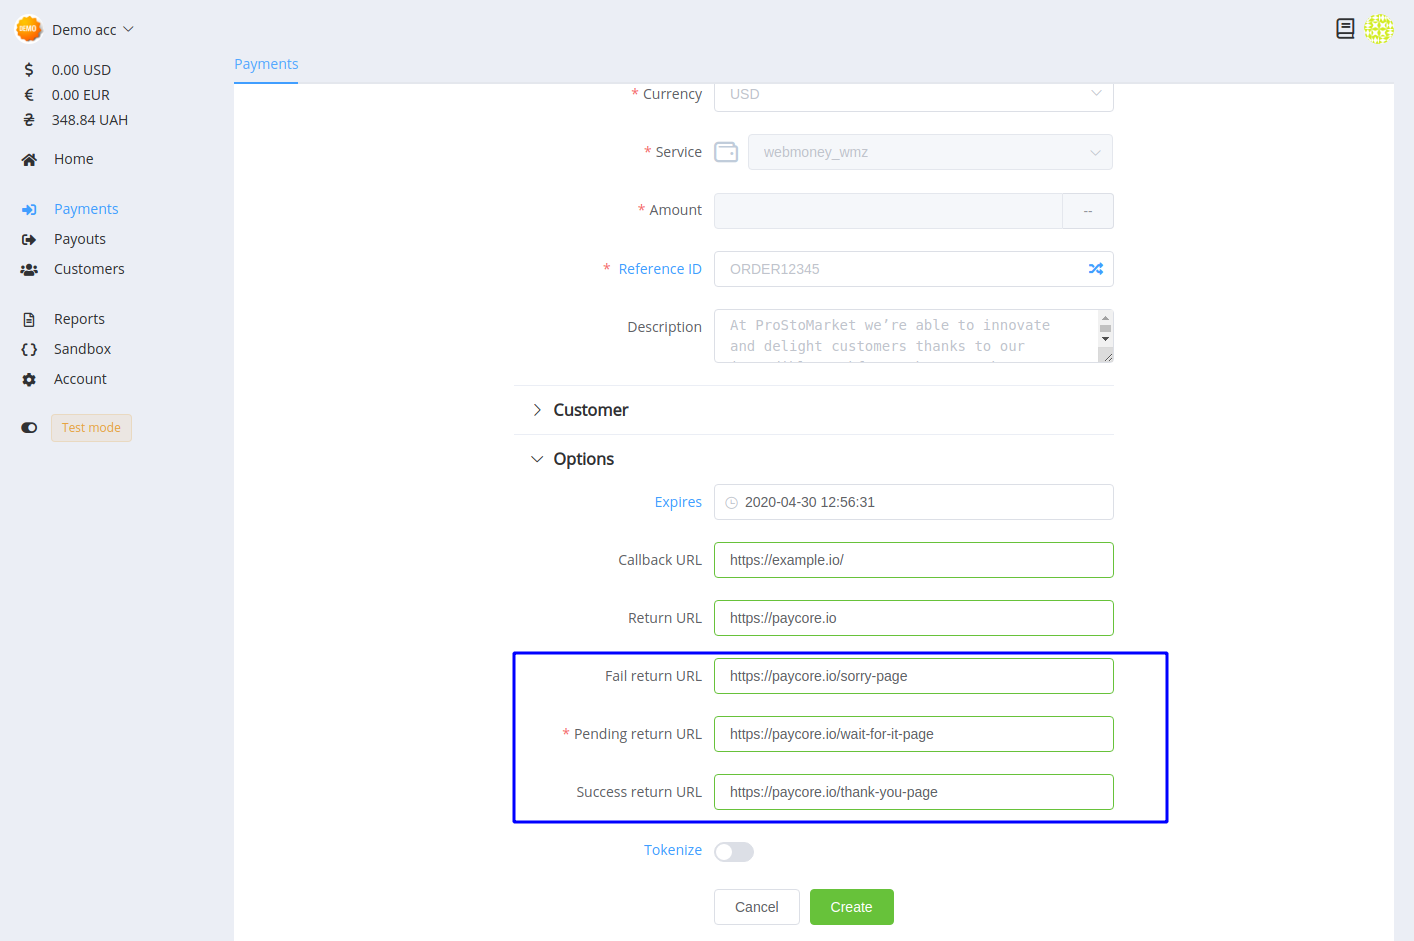 DEMO
Demo acc
0.00 USD
0.00 EUR
348.84 UAH
Home
Payments
Payouts
Customers
Reports
Sandbox
Account
Test mode
Payments
* Currency USD
* Service webmoney_wmz
* Amount --
* Reference ID ORDER12345
Description At ProStoMarket we’re able to innovate
and delight customers thanks to our
Customer
Options
Expires 2020-04-30 12:56:31
Callback URL https://example.io/
Return URL https://paycore.io
Fail return URL https://paycore.io/sorry-page
* Pending return URL https://paycore.io/wait-for-it-page
Success return URL https://paycore.io/thank-you-page
Tokenize
Cancel Create